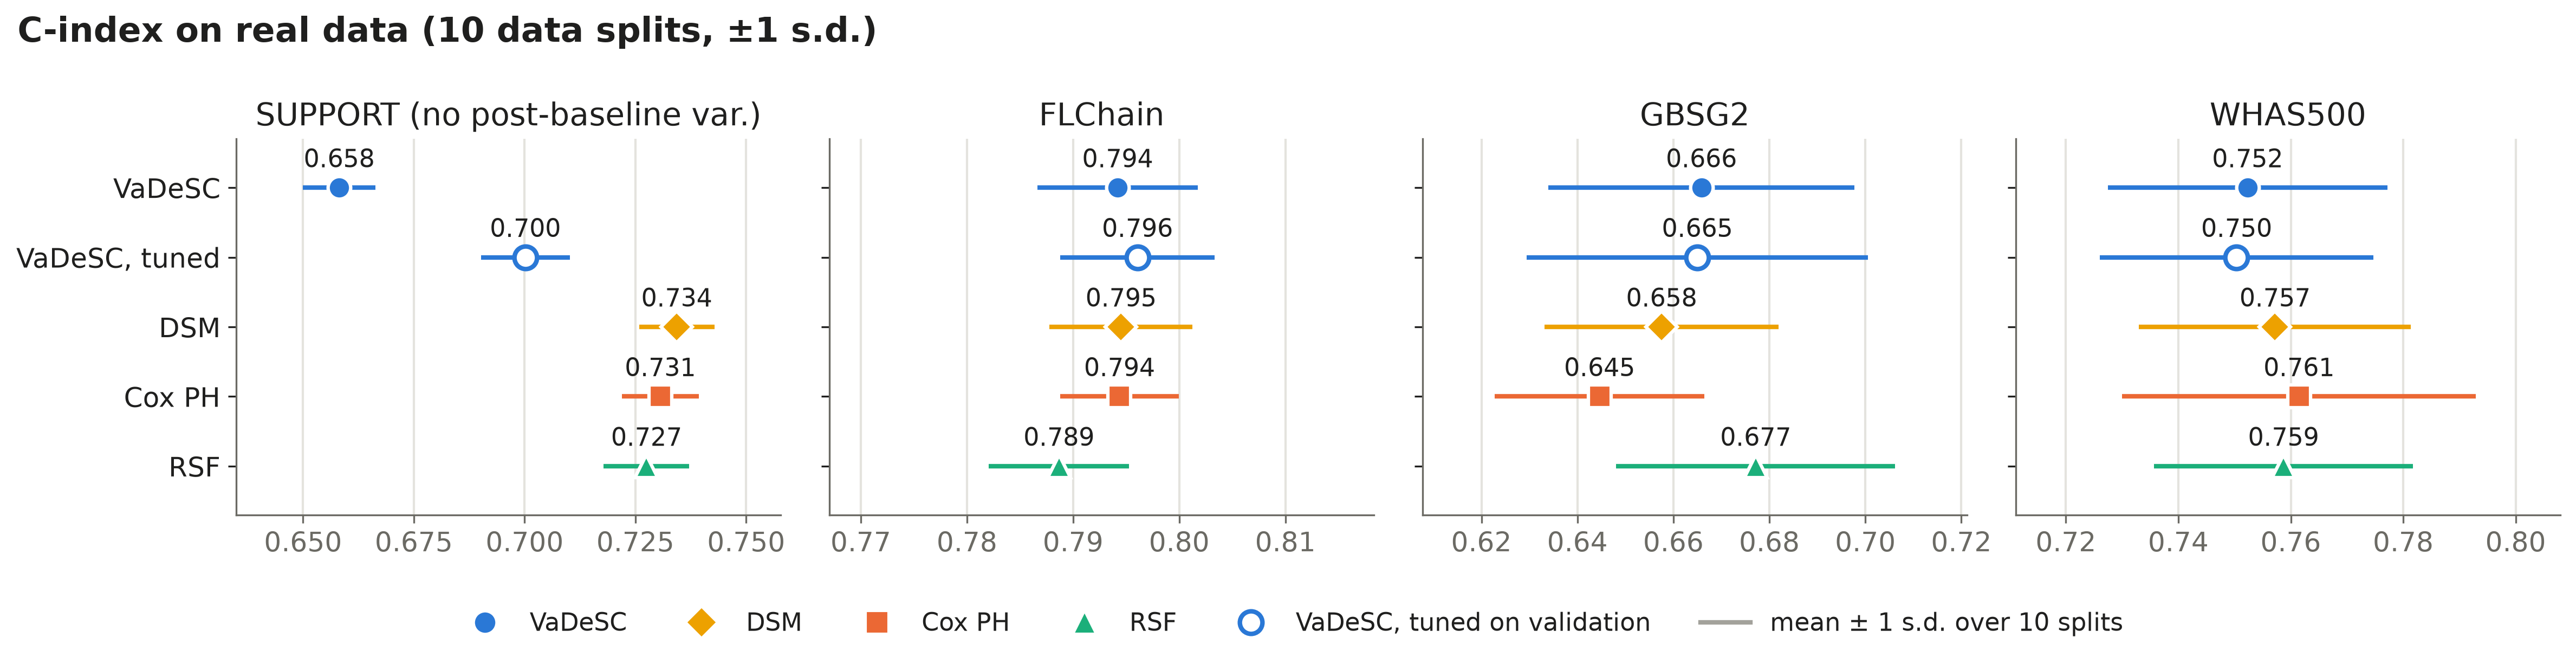 C-index on real data (10 data splits, ±1 s.d.)
SUPPORT (no post-baseline var.)
FLChain
GBSG2
WHAS500
VaDeSC
VaDeSC, tuned
DSM
Cox PH
RSF
0.658
0.700
0.734
0.731
0.727
0.794
0.796
0.795
0.794
0.789
0.666
0.665
0.658
0.645
0.677
0.752
0.750
0.757
0.761
0.759
0.650 0.675 0.700 0.725 0.750
0.77 0.78 0.79 0.80 0.81
0.62 0.64 0.66 0.68 0.70 0.72
0.72 0.74 0.76 0.78 0.80
VaDeSC DSM Cox PH RSF VaDeSC, tuned on validation mean ± 1 s.d. over 10 splits